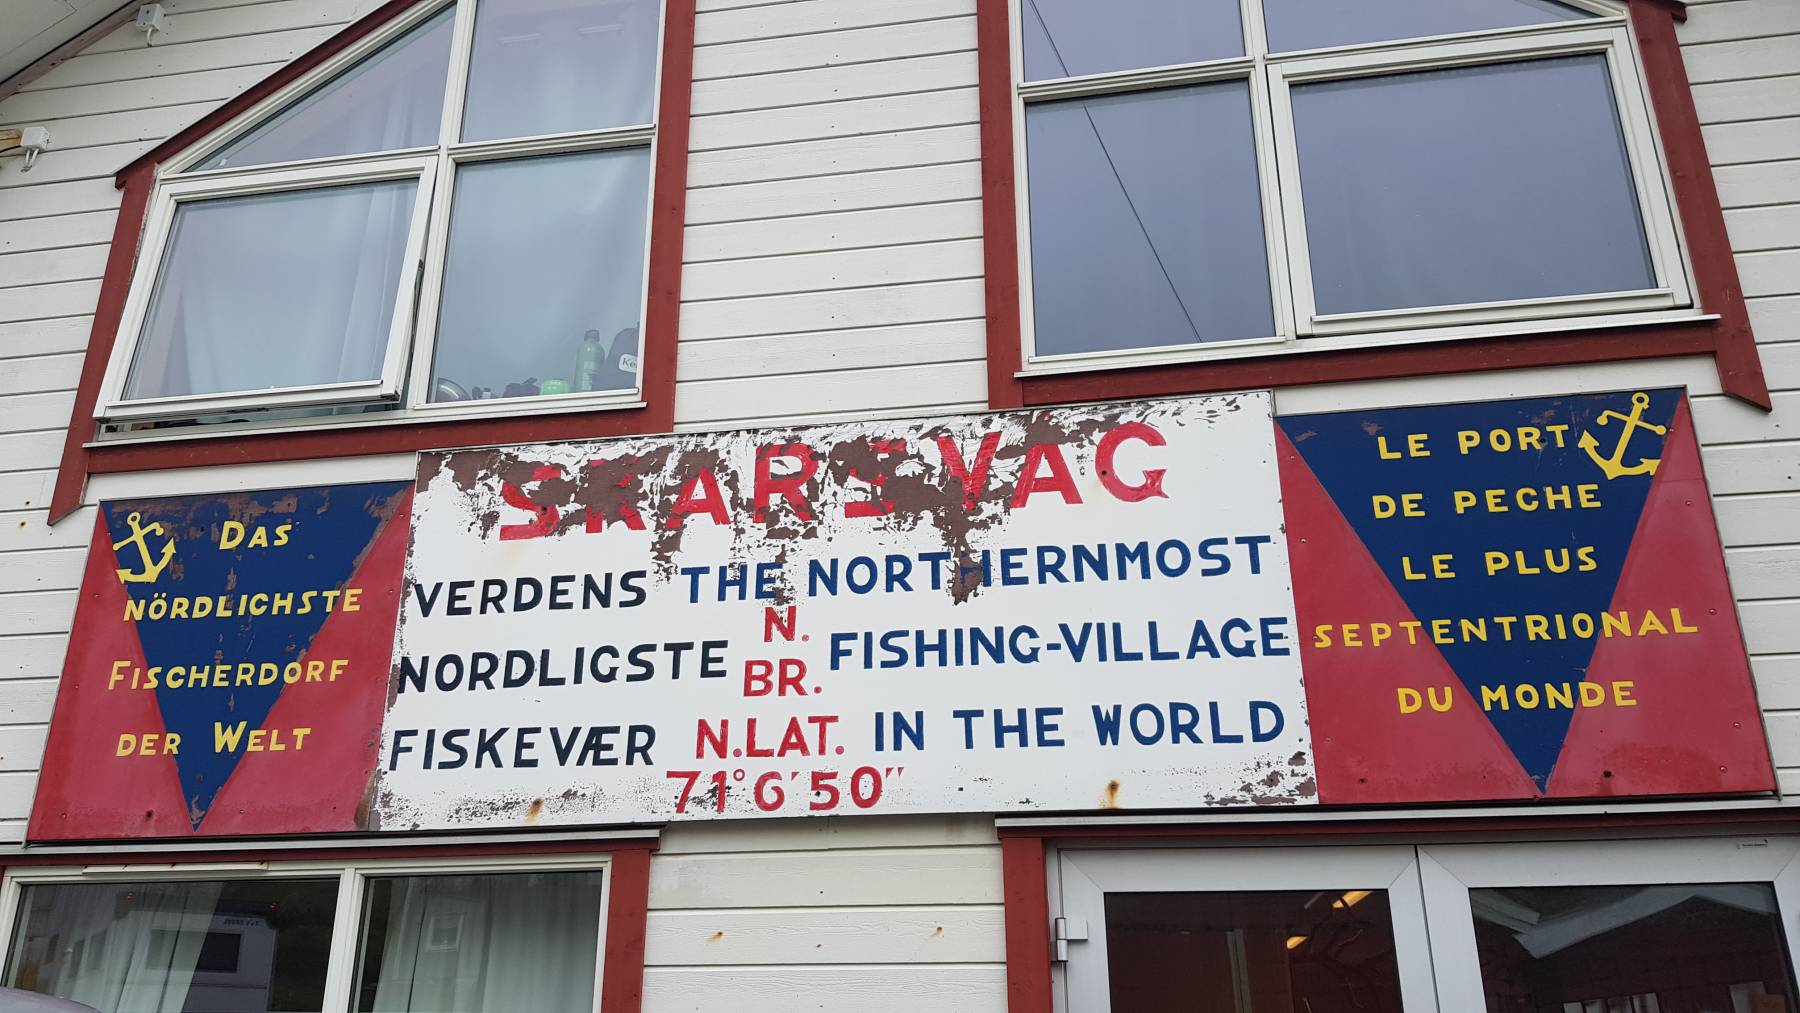 DAS
NÖRDLICHSTE
FISCHERDORF
DER WELT
SKARSVAG
VERDENS THE NORTHERNMOST
NORDLIGSTE N. BR. FISHING-VILLAGE
FISKEVÆR N.LAT. IN THE WORLD
71° 6' 50"
LE PORT
DE PECHE
LE PLUS
SEPTENTRIONAL
DU MONDE